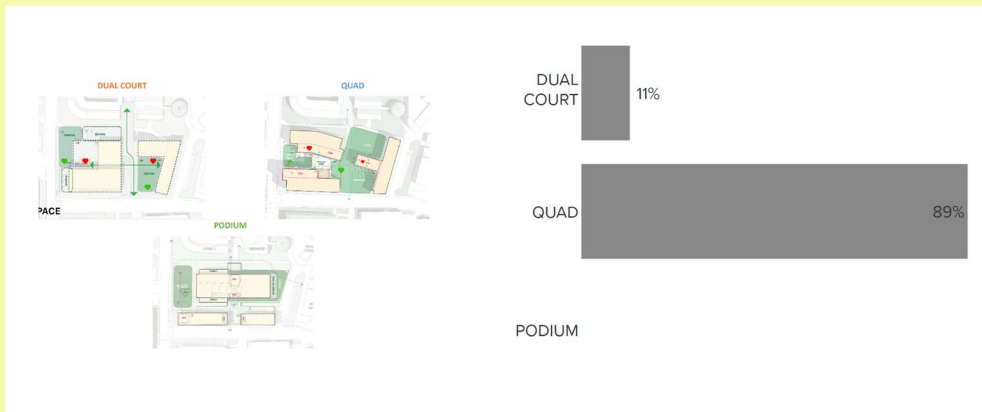 DUAL COURT
QUAD
PACE
PODIUM
DUAL
COURT
11%
QUAD
89%
PODIUM